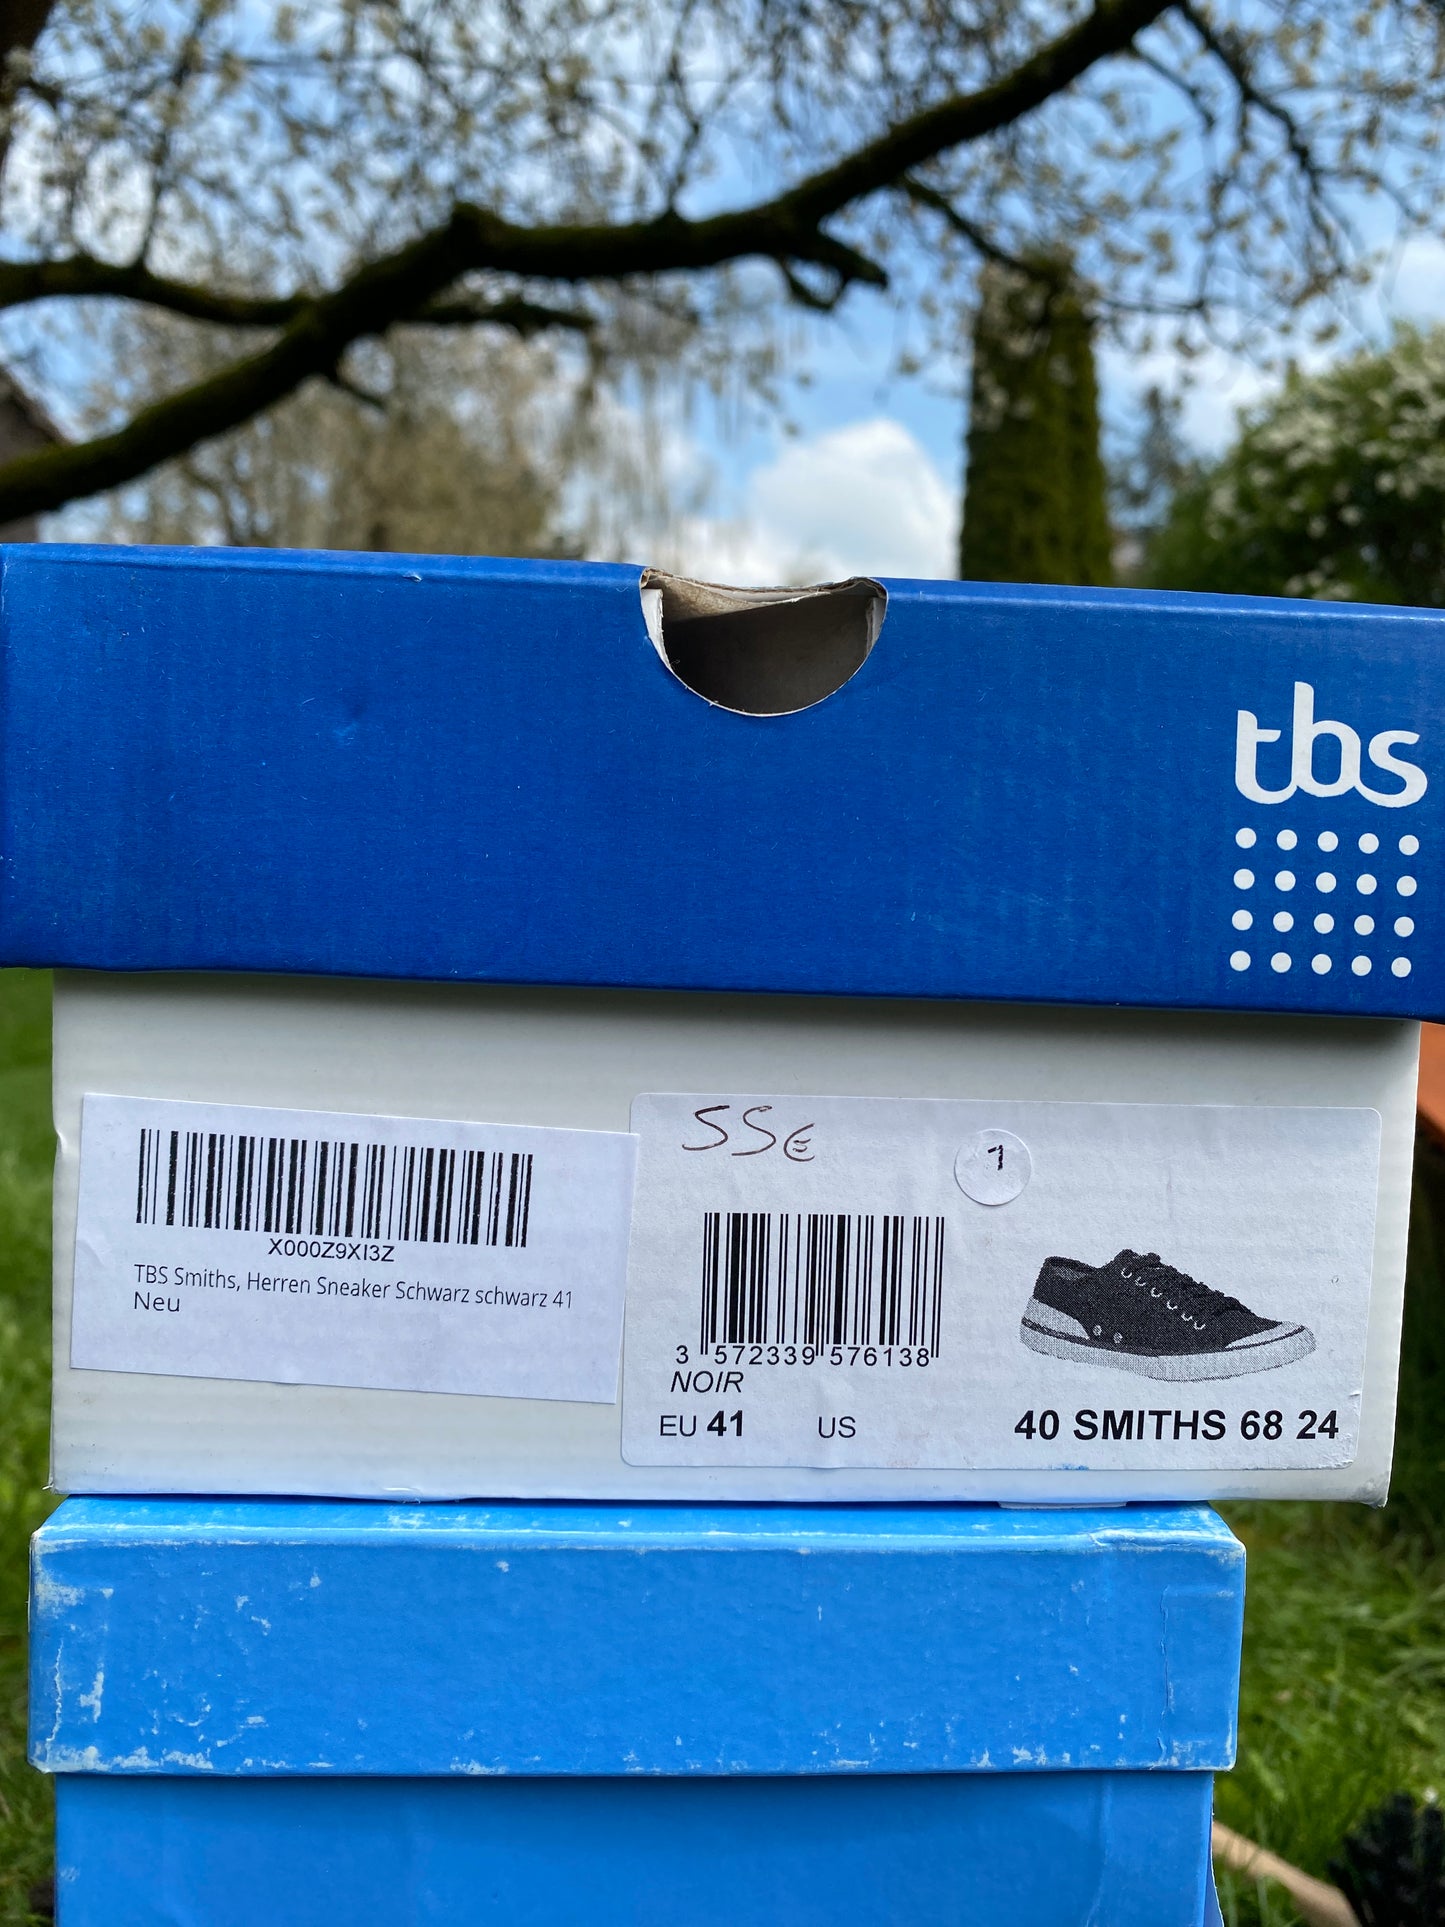 tbs
X000Z9XI3Z
TBS Smiths, Herren Sneaker Schwarz schwarz 41
Neu
SSE
1
3 572339 576138
NOIR
EU 41 US
40 SMITHS 68 24